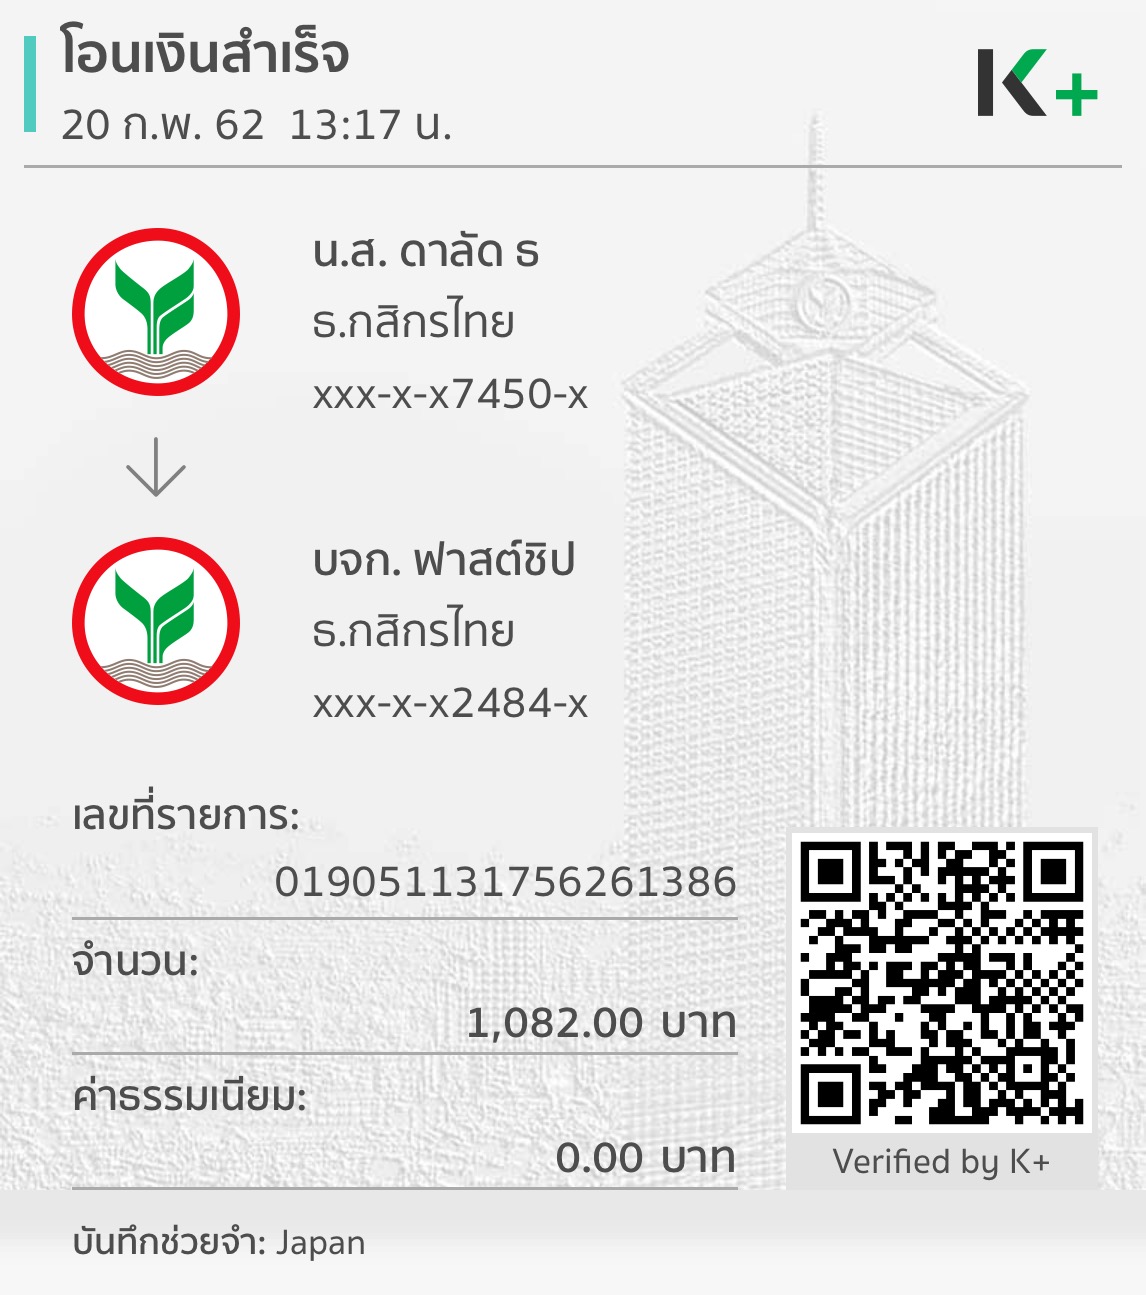 โอนเงินสำเร็จ
20 ก.พ. 62 13:17 น.
K+
น.ส. ดาลัด ธ
ธ.กสิกรไทย
xxx-x-x7450-x
บจก. ฟาสต์ชิป
ธ.กสิกรไทย
xxx-x-x2484-x
เลขที่รายการ:
019051131756261386
จำนวน:
1,082.00 บาท
ค่าธรรมเนียม:
0.00 บาท
Verified by K+
บันทึกช่วยจำ: Japan